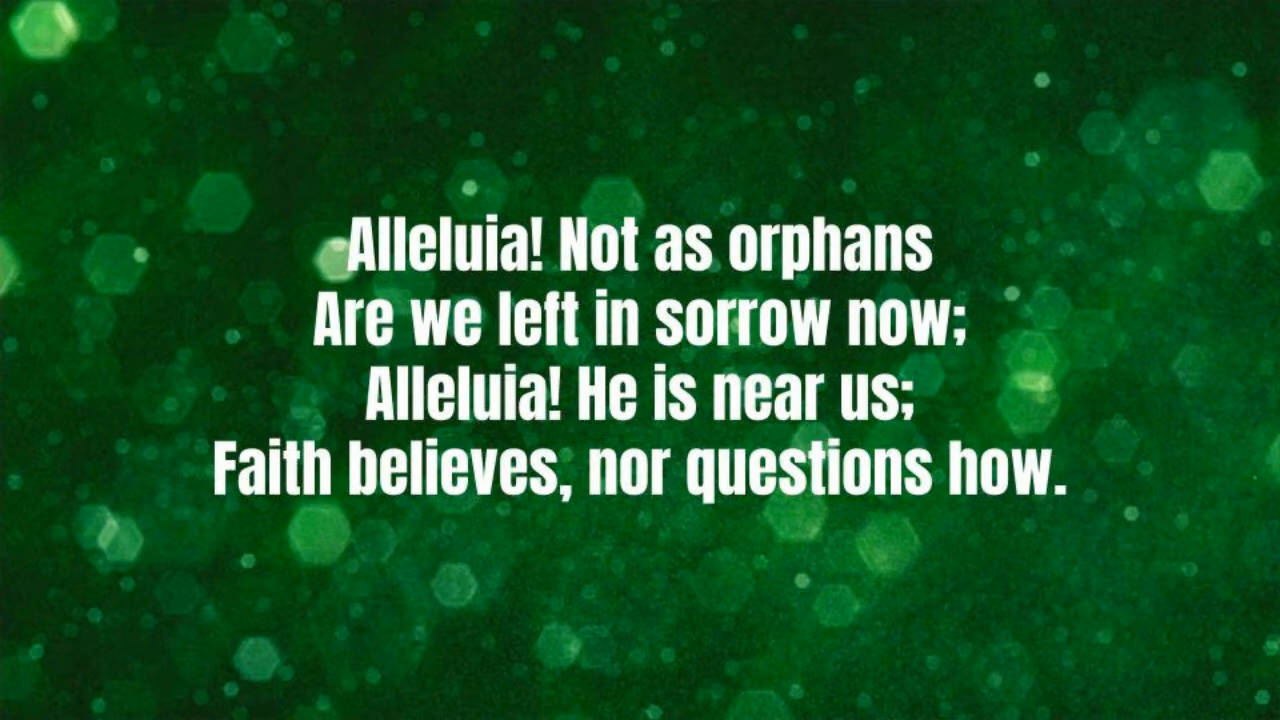 Alleluia! Not as orphans
Are we left in sorrow now;
Alleluia! He is near us;
Faith believes, nor questions how.